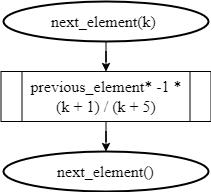 next_element(k)
previous_element* -1 *
(k + 1) / (k + 5)
next_element()